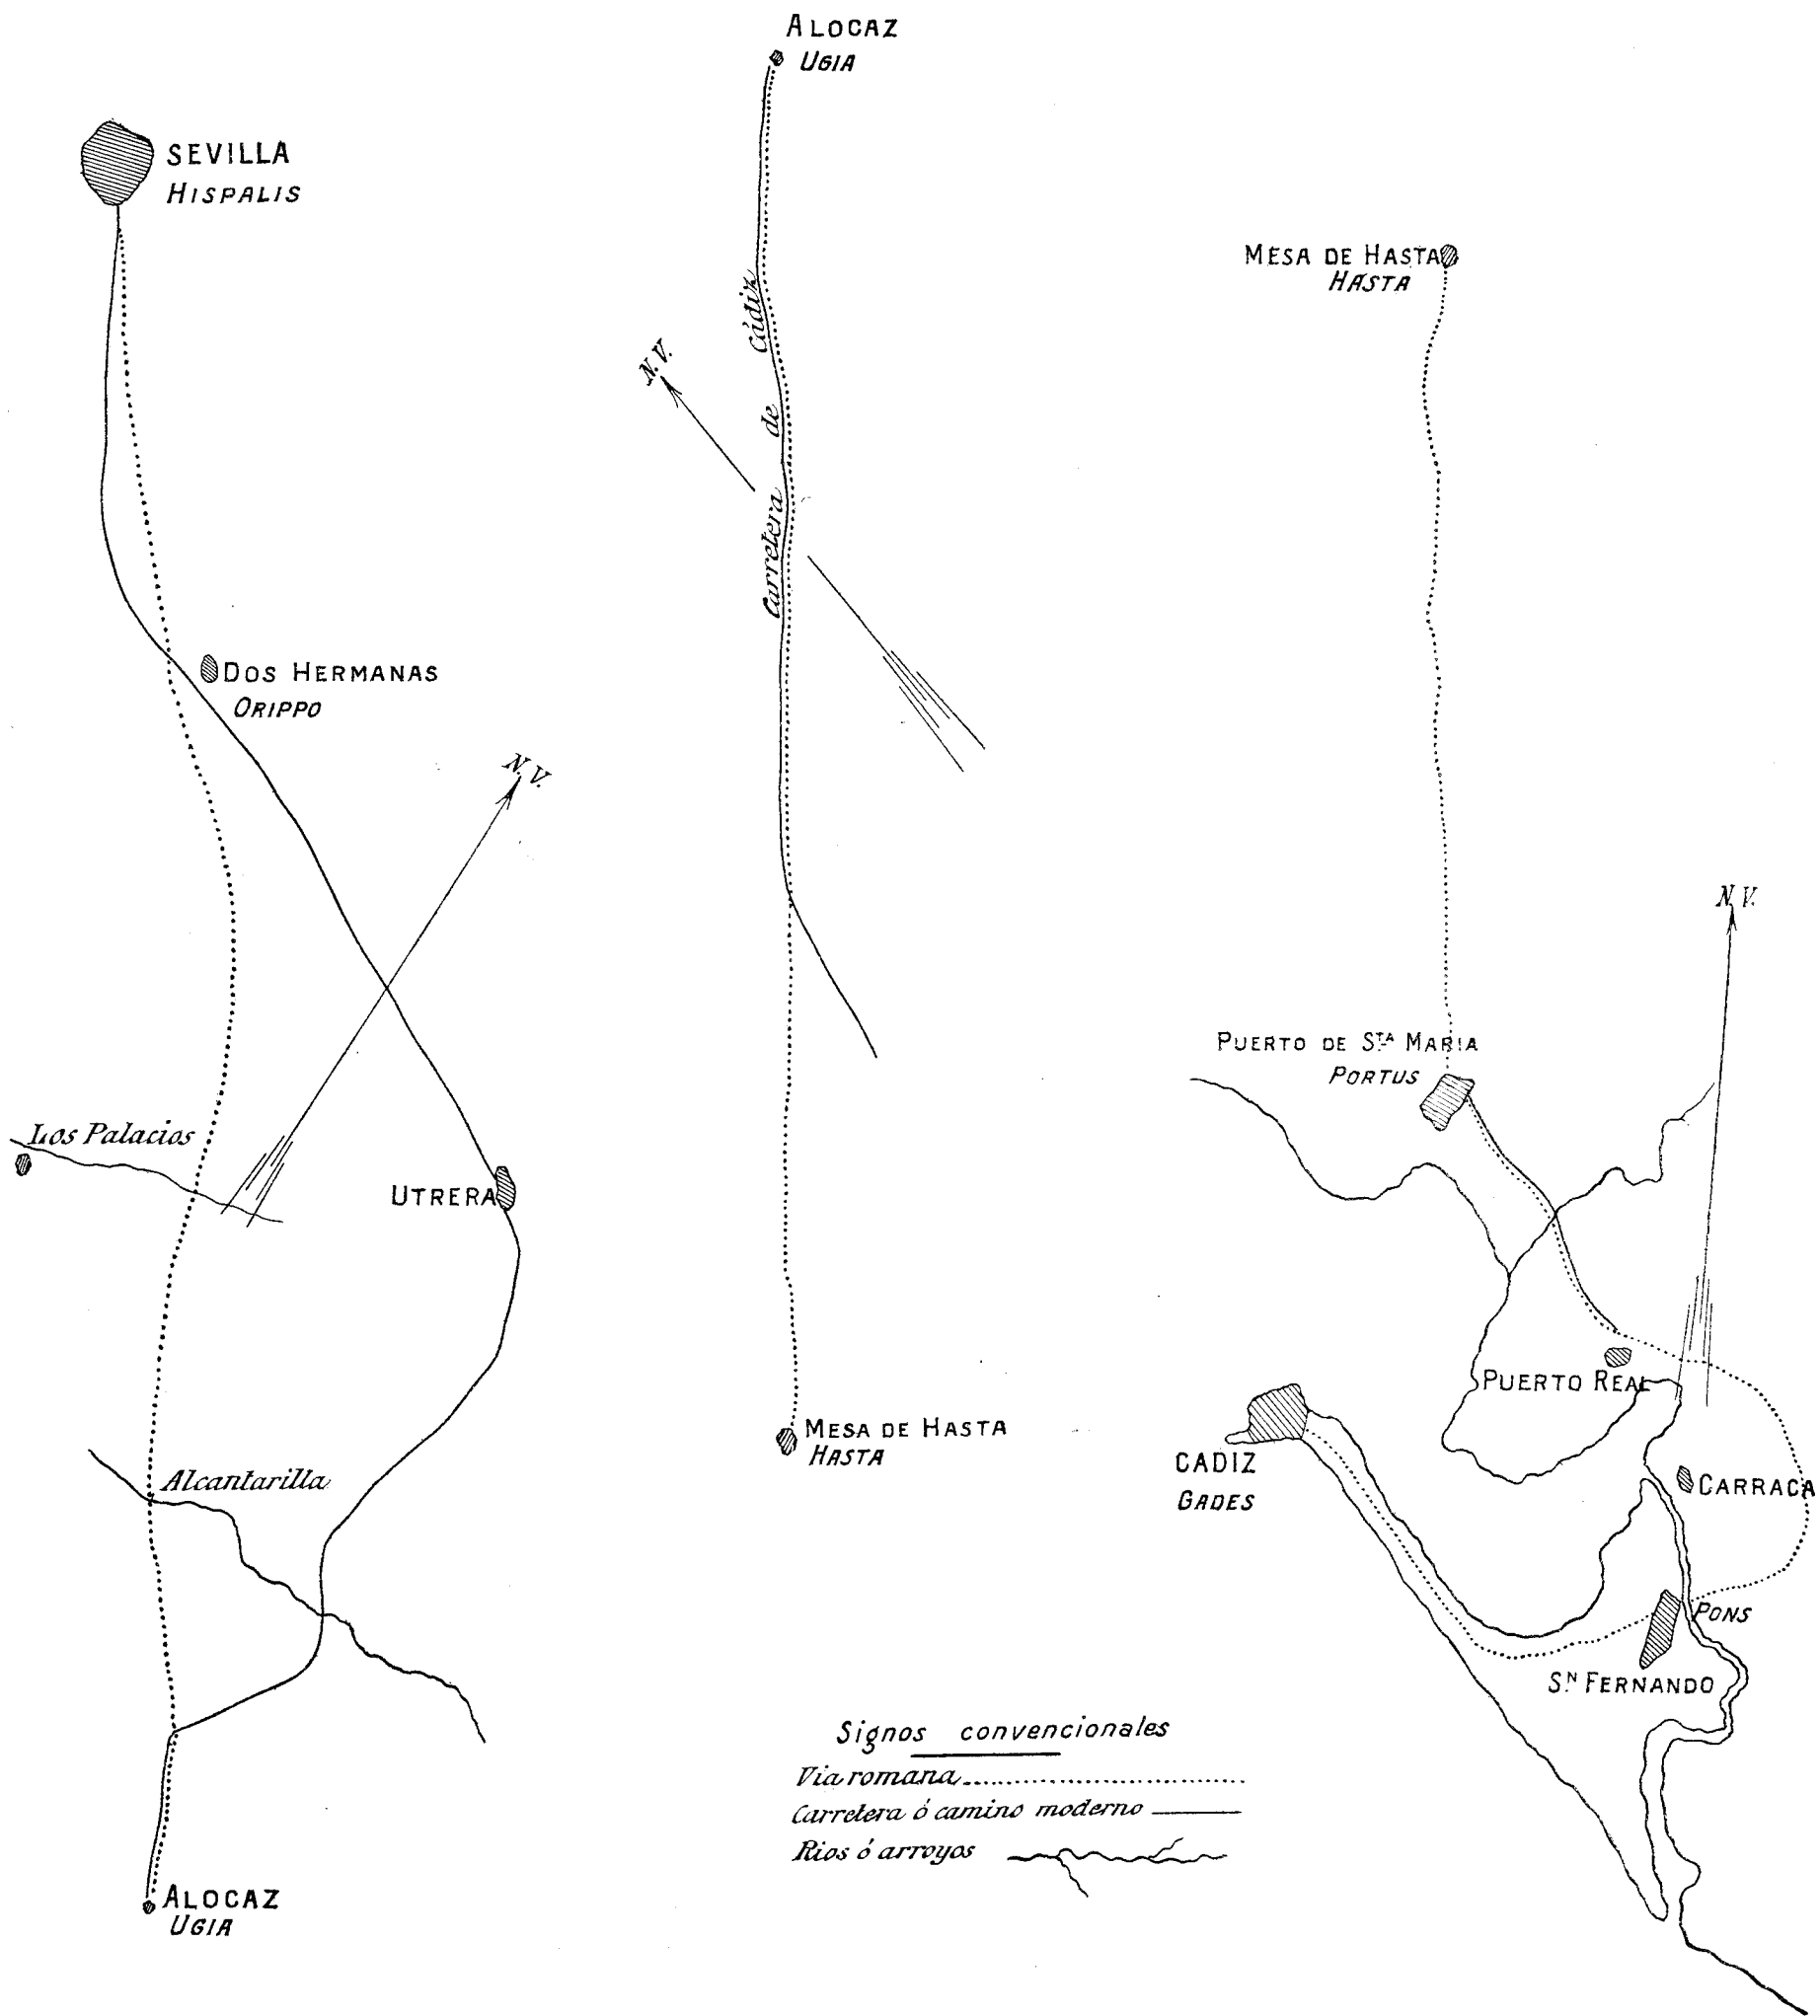 SEVILLA
HISPALIS
DOS HERMANAS
ORIPPO
N.V.
Los Palacios
UTRERA
Alcantarilla
ALOCAZ
UGIA
ALOCAZ
UGIA
N.V.
Carretera de Cádiz
MESA DE HASTA
HASTA
MESA DE HASTA
HASTA
N.V.
PUERTO DE STA MARIA
PORTUS
PUERTO REAL
CADIZ
GADES
CARRACA
PONS
SN FERNANDO
Signos convencionales
Via romana
Carretera ó camino moderno
Rios ó arroyos